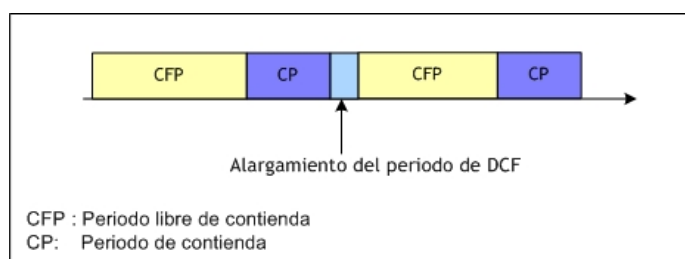 CFP CP CFP CP
Alargamiento del periodo de DCF
CFP : Periodo libre de contienda
CP: Periodo de contienda